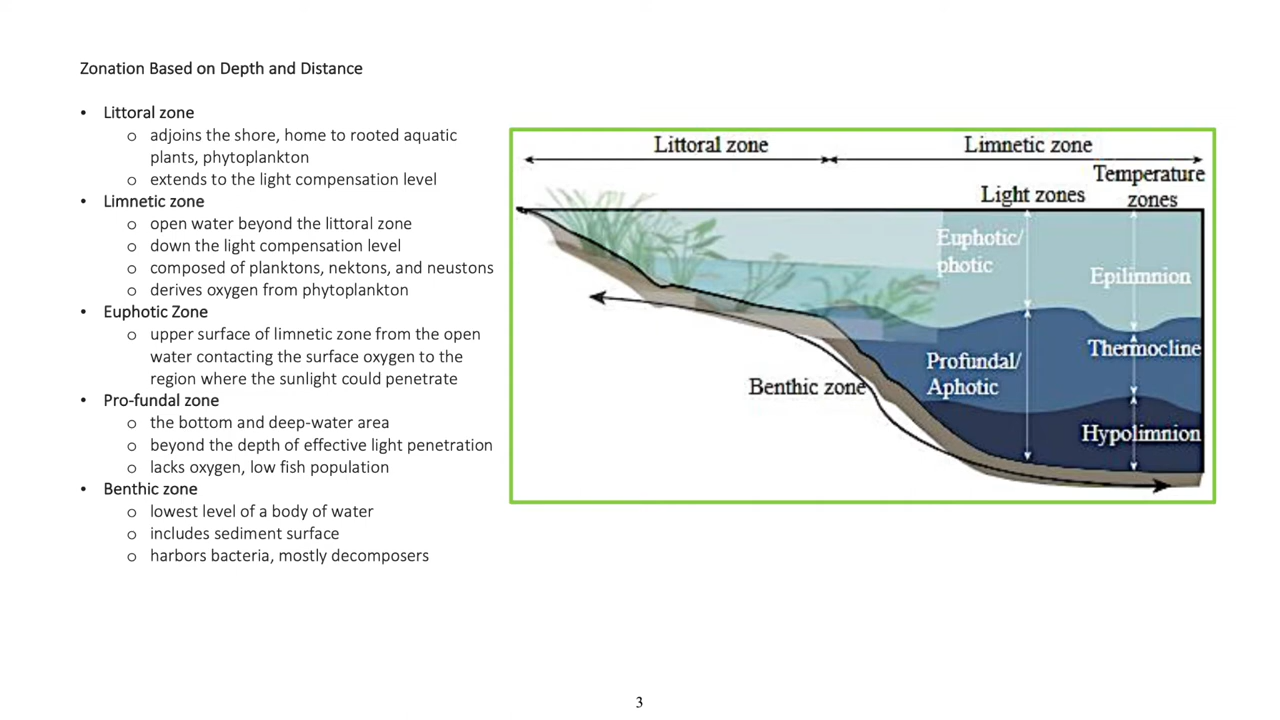 Zonation Based on Depth and Distance
• Littoral zone
o adjoins the shore, home to rooted aquatic
plants, phytoplankton
o extends to the light compensation level
• Limnetic zone
o open water beyond the littoral zone
o down the light compensation level
o composed of planktons, nektons, and neustons
o derives oxygen from phytoplankton
• Euphotic Zone
o upper surface of limnetic zone from the open
water contacting the surface oxygen to the
region where the sunlight could penetrate
• Pro-fundal zone
o the bottom and deep-water area
o beyond the depth of effective light penetration
o lacks oxygen, low fish population
• Benthic zone
o lowest level of a body of water
o includes sediment surface
o harbors bacteria, mostly decomposers
Littoral zone
Limnetic zone
Light zones
Temperature
zones
Euphotic/
photic
Epilimnion
Profundal/
Aphotic
Thermocline
Benthic zone
Hypolimnion
3